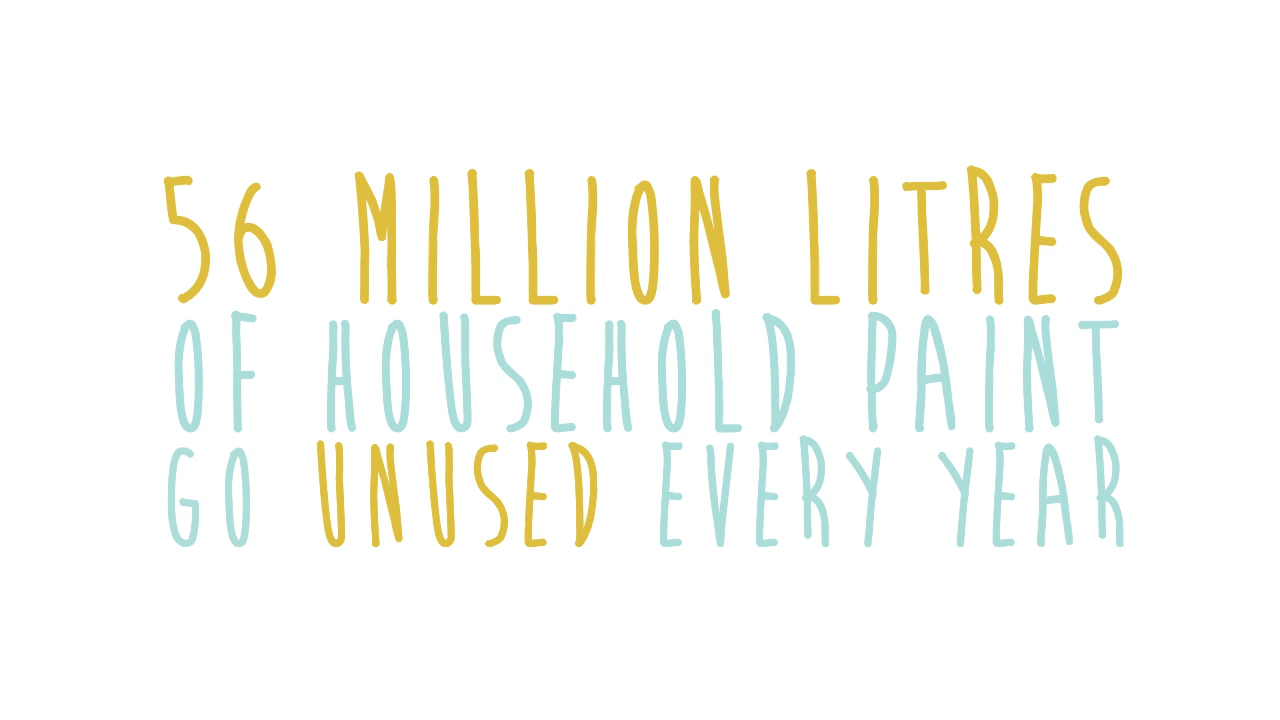 56 MILLION LITRES
OF HOUSEHOLD PAINT
GO UNUSED EVERY YEAR